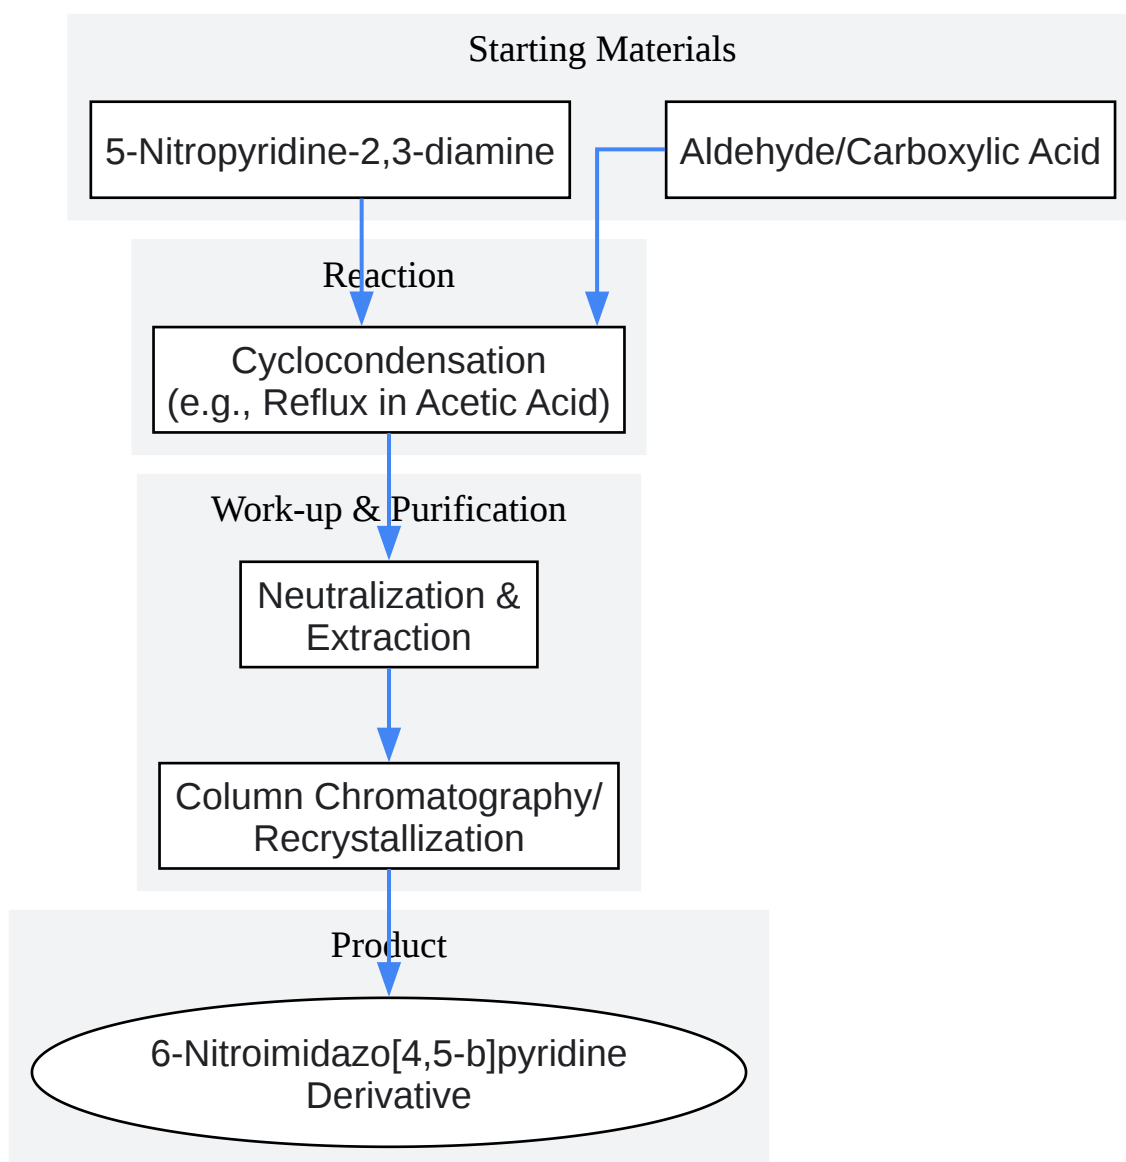 Starting Materials
5-Nitropyridine-2,3-diamine
Aldehyde/Carboxylic Acid
Reaction
Cyclocondensation
(e.g., Reflux in Acetic Acid)
Work-up & Purification
Neutralization &
Extraction
Column Chromatography/
Recrystallization
Product
6-Nitroimidazo[4,5-b]pyridine
Derivative